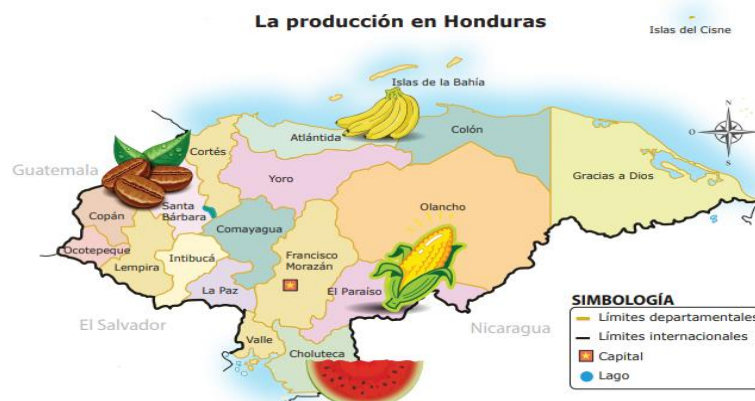 La producción en Honduras
Islas del Cisne
Islas de la Bahía
Atlántida
Colón
Cortés
Guatemala
Yoro
Gracias a Dios
N
O
E
S
Copán
Santa
Bárbara
Olancho
Comayagua
Ocotepeque
Lempira
Intibucá
Francisco
Morazán
La Paz
El Paraíso
El Salvador
Nicaragua
Valle
Choluteca
SIMBOLOGÍA
Límites departamentales
Límites internacionales
Capital
Lago